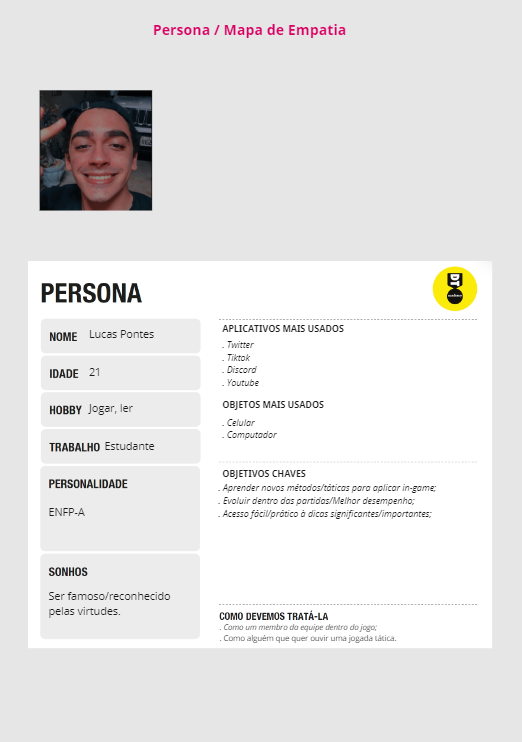 Persona / Mapa de Empatia
PERSONA
NOME Lucas Pontes
IDADE 21
HOBBY Jogar, ler
TRABALHO Estudante
PERSONALIDADE
ENFP-A
SONHOS
Ser famoso/reconhecido
pelas virtudes.
APLICATIVOS MAIS USADOS
. Twitter
. Tiktok
. Discord
. Youtube
OBJETOS MAIS USADOS
. Celular
. Computador
OBJETIVOS CHAVES
. Aprender novos métodos/táticas para aplicar in-game;
. Evoluir dentro das partidas/Melhor desempenho;
. Acesso fácil/prático à dicas significantes/importantes;
COMO DEVEMOS TRATÁ-LA
. Como um membro da equipe dentro do jogo;
. Como alguém que quer ouvir uma jogada tática.